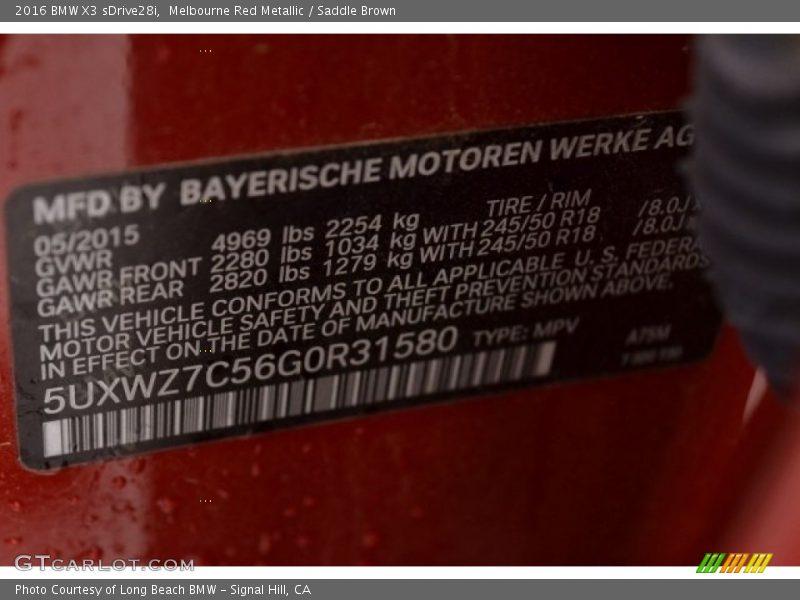 2016 BMW X3 sDrive28i, Melbourne Red Metallic / Saddle Brown
MFD BY BAYERISCHE MOTOREN WERKE AG
05/2015 TIRE / RIM
GVWR 4969 lbs 2254 kg
GAWR FRONT 2280 lbs 1034 kg WITH 245/50 R18 /8.0J
GAWR REAR 2820 lbs 1279 kg WITH 245/50 R18 /8.0J
THIS VEHICLE CONFORMS TO ALL APPLICABLE U. S. FEDERA
MOTOR VEHICLE SAFETY AND THEFT PREVENTION STANDARDS
IN EFFECT ON THE DATE OF MANUFACTURE SHOWN ABOVE.
5UXWZ7C56G0R31580 TYPE: MPV
GTCARLOT.COM
Photo Courtesy of Long Beach BMW - Signal Hill, CA